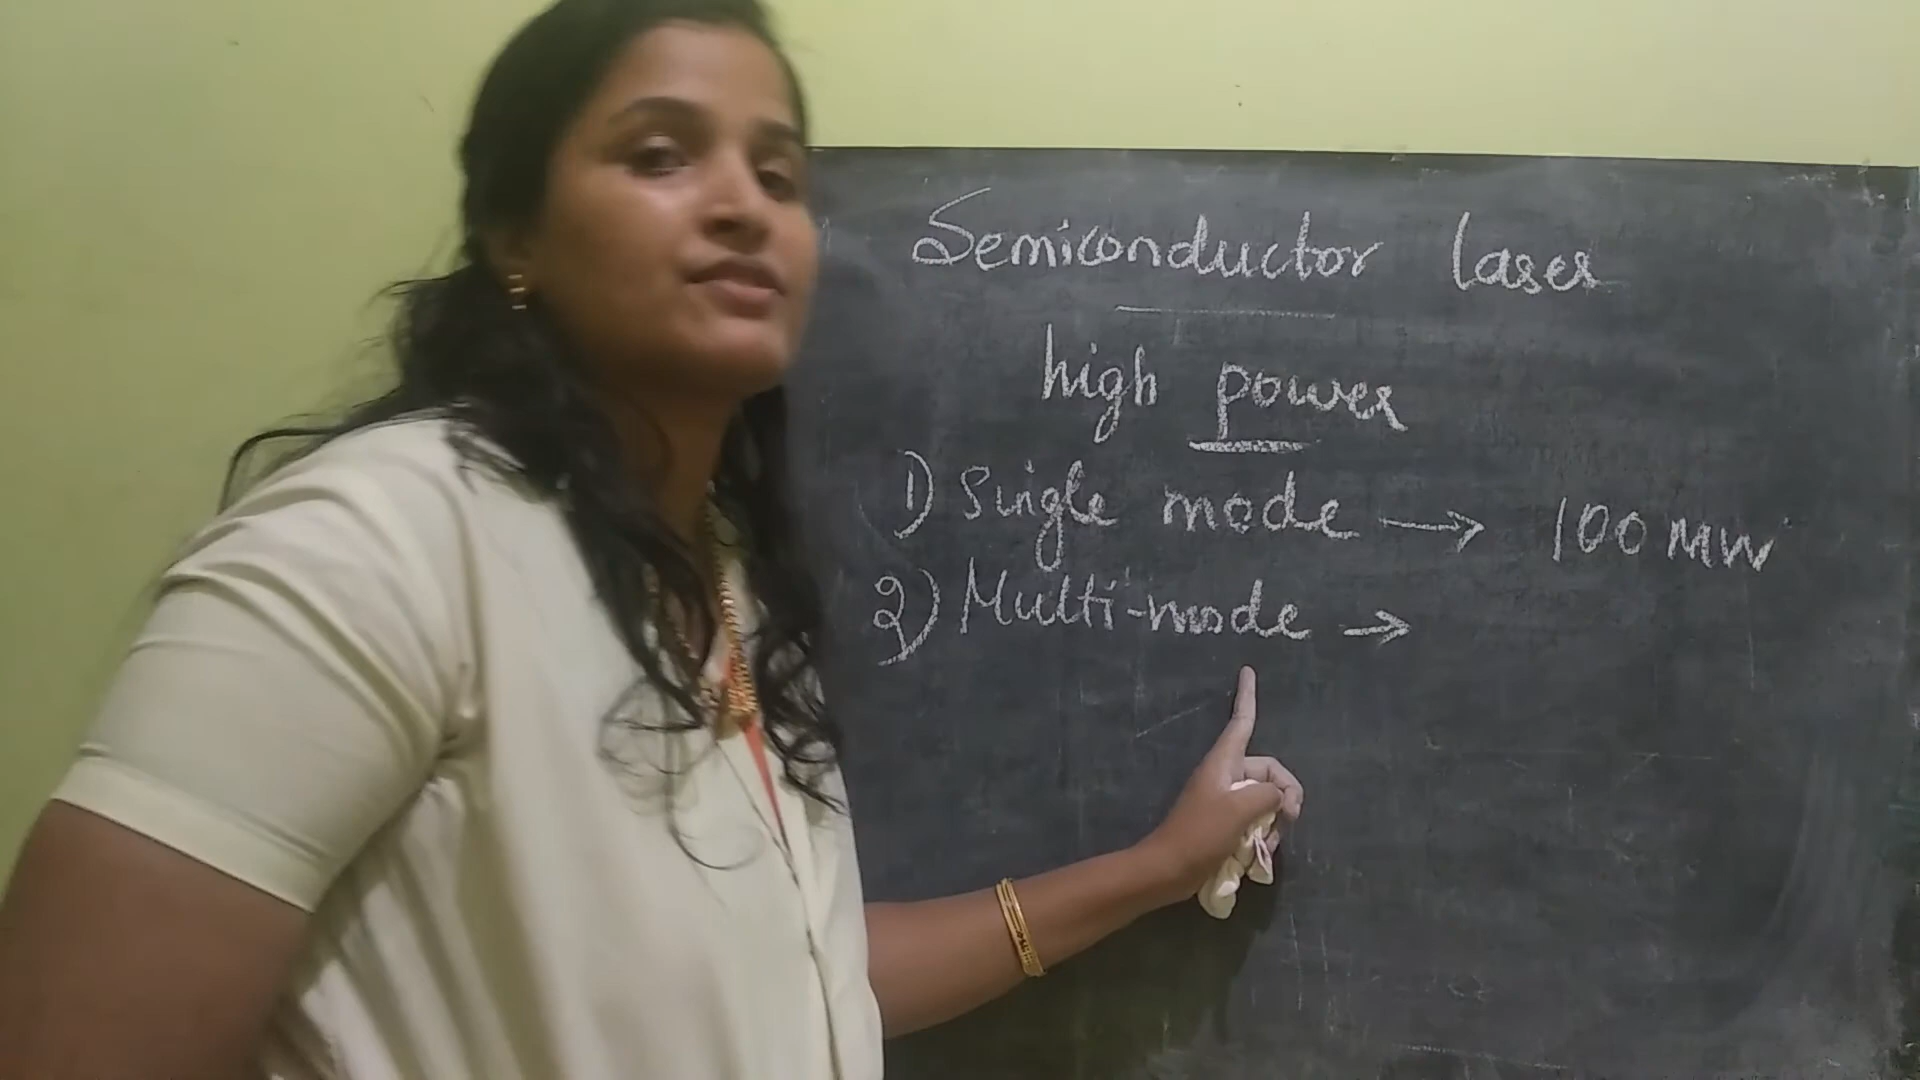 Semiconductor laser
high power
1) Single mode → 100 MW
2) Multi-mode →